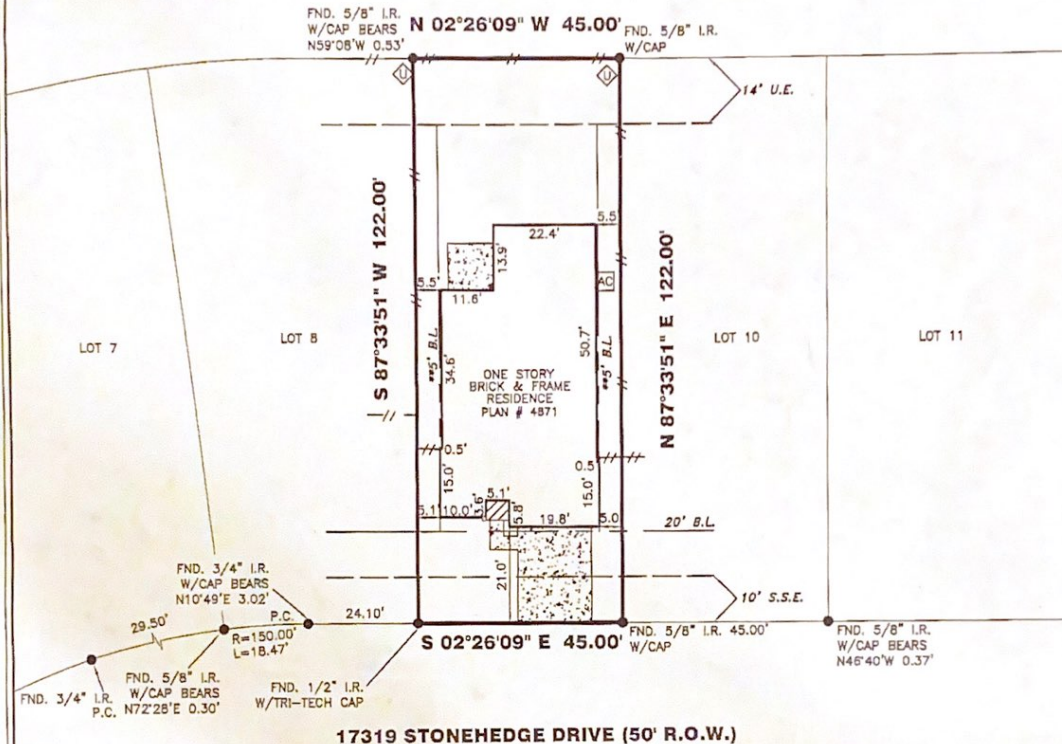 FND. 5/8" I.R.
W/CAP BEARS
N59°08'W 0.53'
N 02°26'09" W 45.00'
FND. 5/8" I.R.
W/CAP
U
U
14' U.E.
S 87°33'51" W 122.00'
N 87°33'51" E 122.00'
5.5
22.4'
13.9'
AC
5.5'
11.6'
LOT 7
LOT 8
LOT 10
LOT 11
**5' B.L.
34.6'
50.7'
**5' B.L.
ONE STORY
BRICK & FRAME
RESIDENCE
PLAN # 4871
0.5'
0.5'
15.0'
15.0'
5.1'
5.1'
10.0'
3.6'
5.8'
19.8'
5.0
20' B.L.
21.0'
10' S.S.E.
FND. 3/4" I.R.
W/CAP BEARS
N10°49'E 3.02'
P.C.
24.10'
29.50'
R=150.00'
L=18.47'
S 02°26'09" E 45.00'
FND. 5/8" I.R.
W/CAP
45.00'
FND. 5/8" I.R.
W/CAP BEARS
N46°40'W 0.37'
FND. 3/4" I.R.
P.C.
FND. 5/8" I.R.
W/CAP BEARS
N72°28'E 0.30'
FND. 1/2" I.R.
W/TRI-TECH CAP
17319 STONEHEDGE DRIVE (50' R.O.W.)